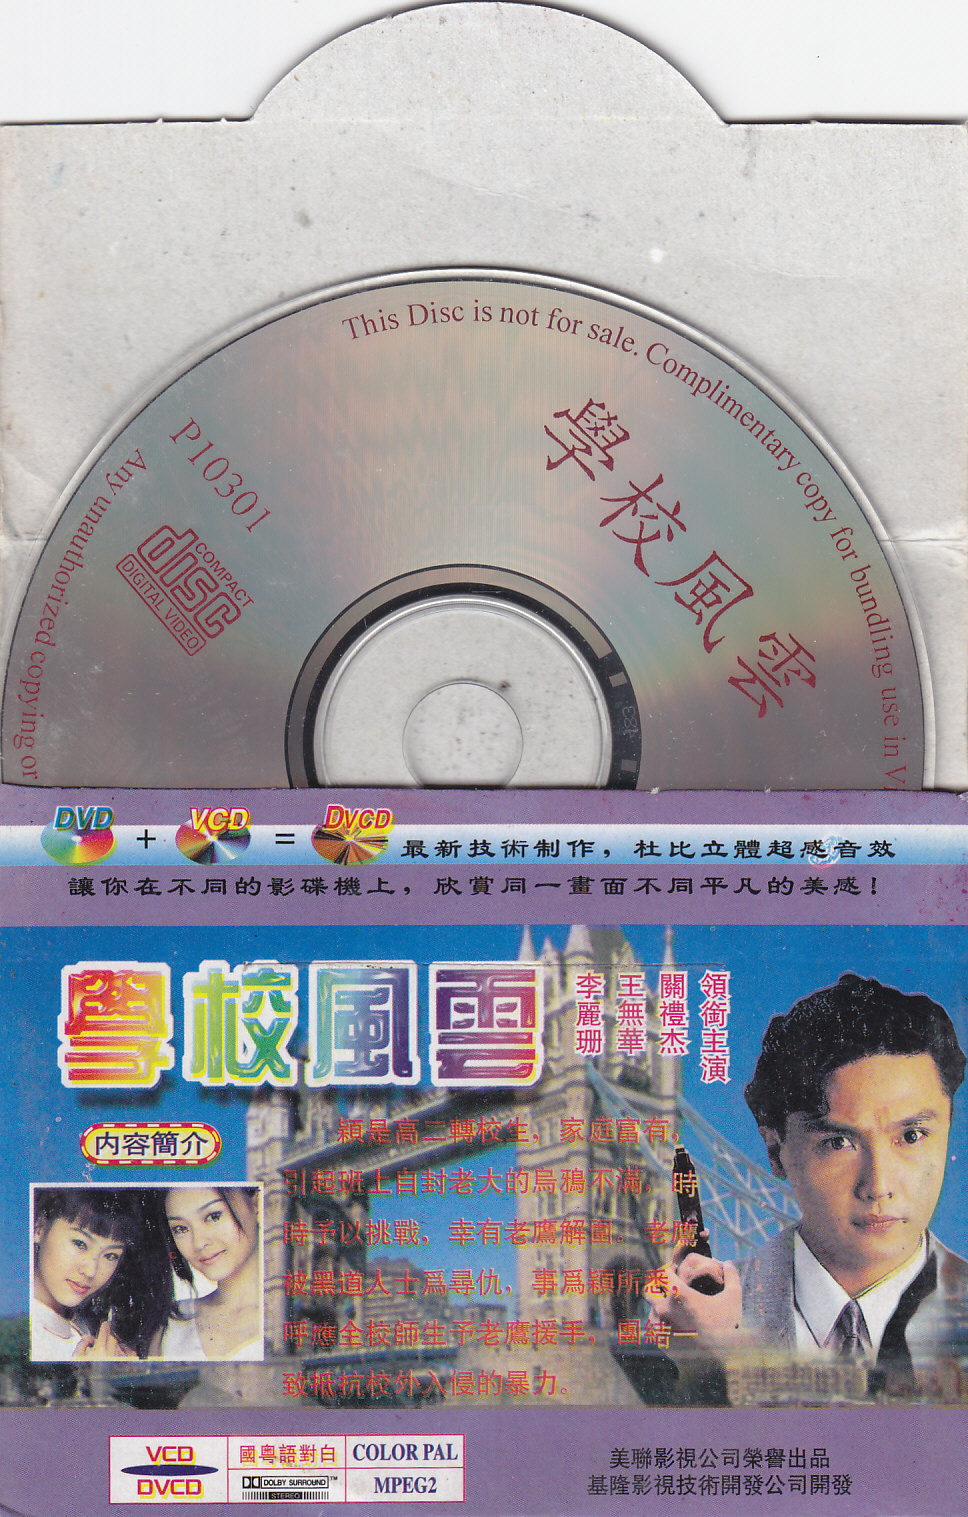 This Disc is not for sale. Complimentary copy for bundling use in V
學校風雲
P10301
COMPACT
disc
DIGITAL VIDEO
Any unauthorized copying or
DVD + VCD = DVCD 最新技術制作，杜比立體超感音效
讓你在不同的影碟機上，欣賞同一畫面不同平凡的美感！
學校風雲
領銜主演
關禮杰
王無華
李麗珊
内容簡介
穎是高二轉校生，家庭富有，
引起班上自封老大的烏鴉不滿，時
時予以挑戰，幸有老鷹解圍。老鷹
被黑道人士爲尋仇，事爲穎所悉，
呼應全校師生予老鷹援手，團結一
致抵抗校外入侵的暴力。
VCD
DVCD
國粤語對白
DOLBY SURROUND™
STEREO
COLOR PAL
MPEG2
美聯影視公司榮譽出品
基隆影視技術開發公司開發